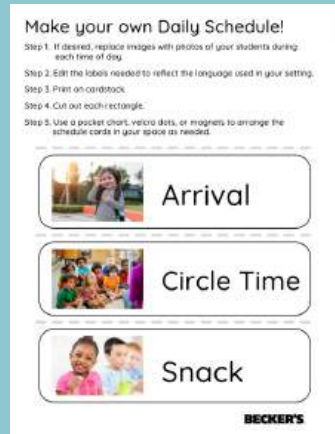 Make your own Daily Schedule!
Step 1. If desired, replace images with photos of your students during
each time of day.
Step 2. Edit the labels needed to reflect the language used in your setting.
Step 3. Print on cardstock.
Step 4. Cut out each rectangle.
Step 5. Use a pocket chart, velcro dots, or magnets to arrange the
schedule cards in your space as needed.
Arrival
Circle Time
Snack
BECKER'S